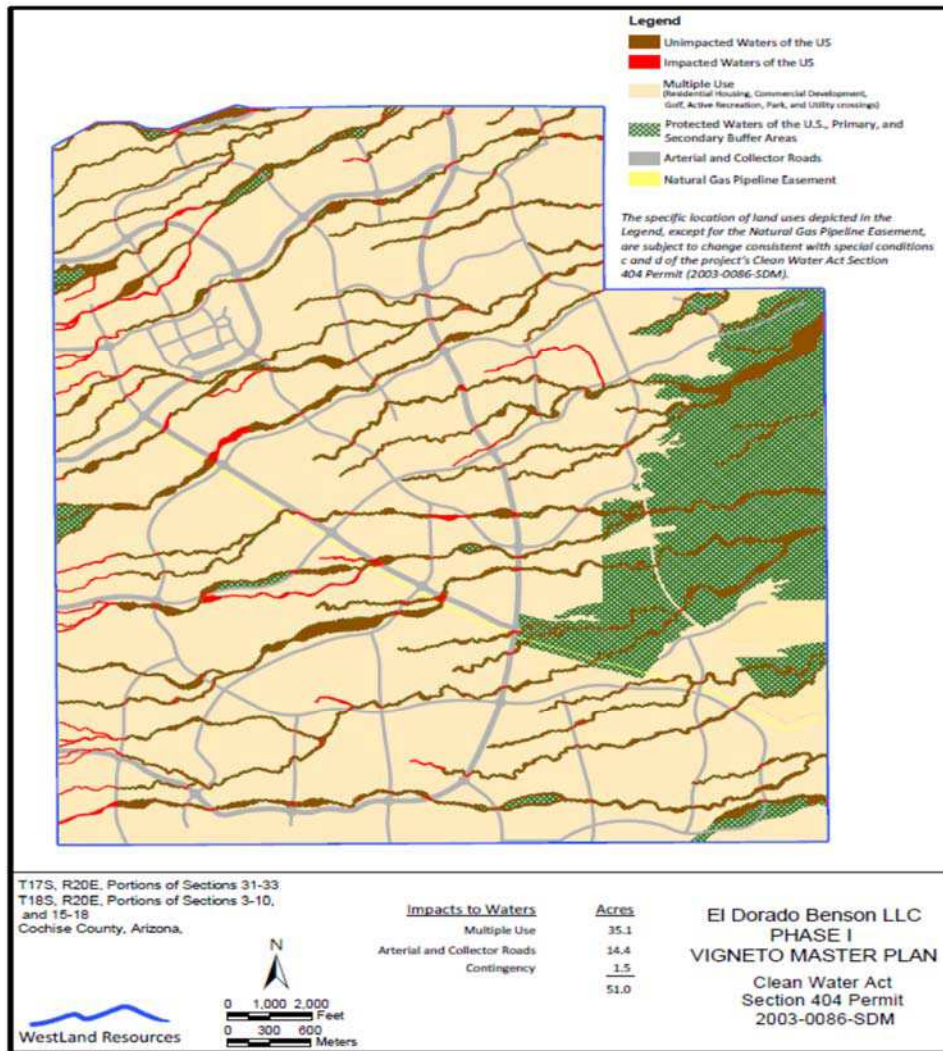 Legend
Unimpacted Waters of the US
Impacted Waters of the US
Multiple Use
(Residential Housing, Commercial Development,
Golf, Active Recreation, Park, and Utility crossings)
Protected Waters of the U.S., Primary, and
Secondary Buffer Areas
Arterial and Collector Roads
Natural Gas Pipeline Easement
The specific location of land uses depicted in the
Legend, except for the Natural Gas Pipeline Easement,
are subject to change consistent with special conditions
c and d of the project's Clean Water Act Section
404 Permit (2003-0086-SDM).
T17S, R20E, Portions of Sections 31-33
T18S, R20E, Portions of Sections 3-10,
and 15-18
Cochise County, Arizona,
N
0 1,000 2,000
Feet
0 300 600
Meters
WestLand Resources
Impacts to Waters Acres
Multiple Use 35.1
Arterial and Collector Roads 14.4
Contingency 1.5
51.0
El Dorado Benson LLC
PHASE I
VIGNETO MASTER PLAN
Clean Water Act
Section 404 Permit
2003-0086-SDM